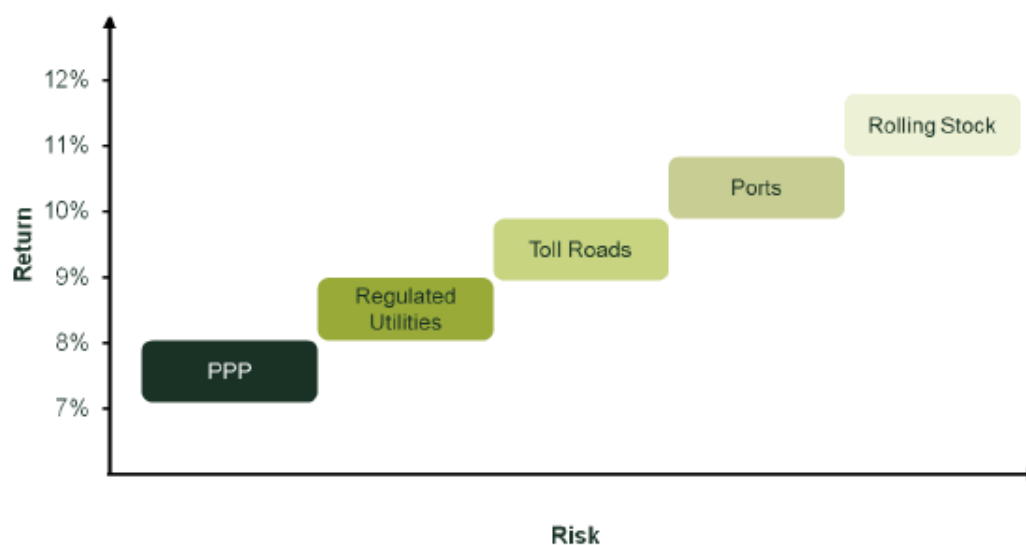 12%
11%
10%
9%
8%
7%
Return
Rolling Stock
Ports
Toll Roads
Regulated
Utilities
PPP
Risk